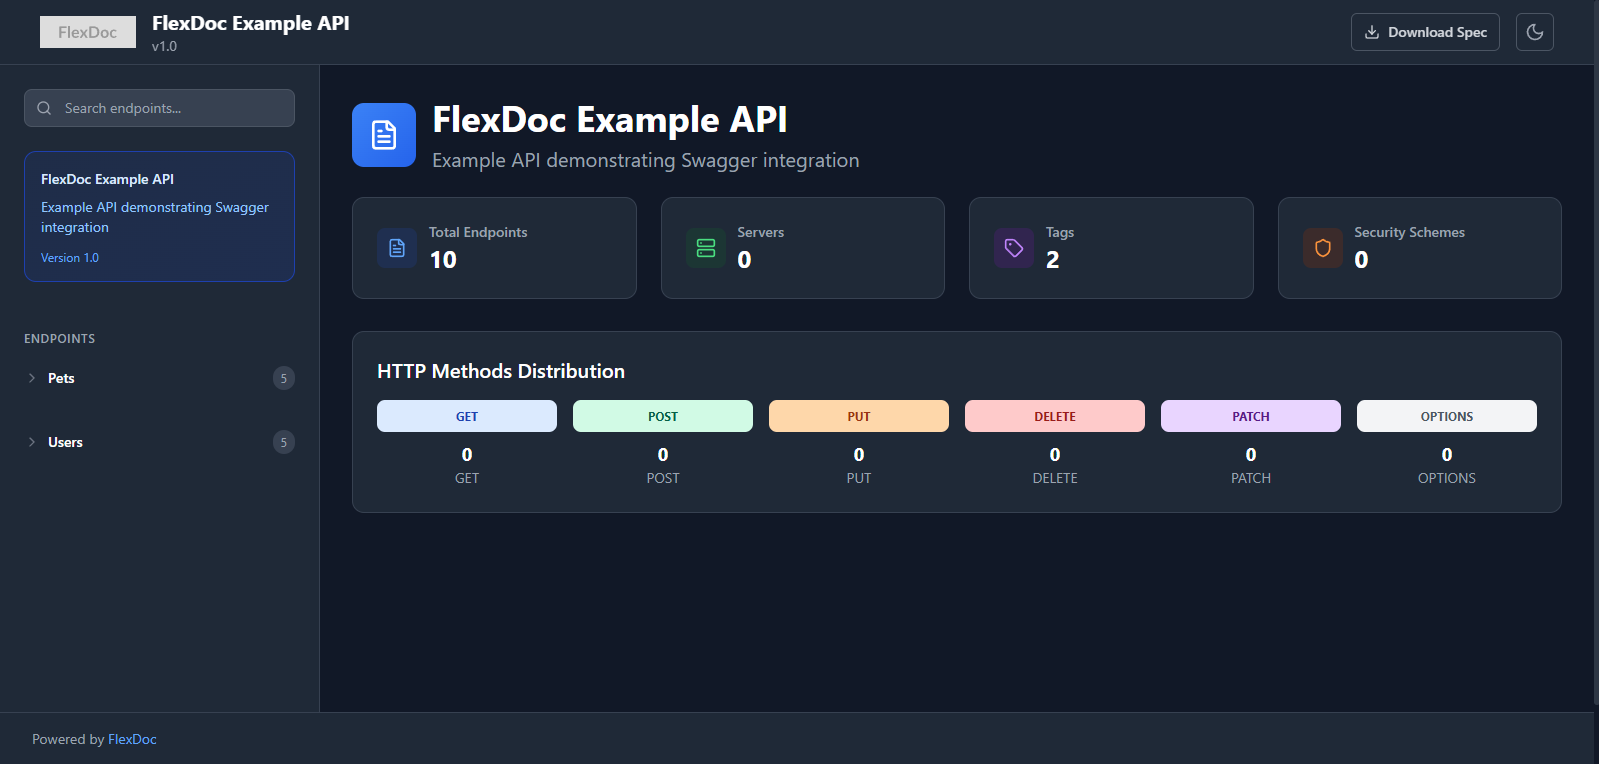 FlexDoc
FlexDoc Example API
v1.0
Download Spec
Search endpoints...
FlexDoc Example API
Example API demonstrating Swagger
integration
Version 1.0
ENDPOINTS
Pets 5
Users 5
FlexDoc Example API
Example API demonstrating Swagger integration
Total Endpoints
10
Servers
0
Tags
2
Security Schemes
0
HTTP Methods Distribution
GET POST PUT DELETE PATCH OPTIONS
0 0 0 0 0 0
GET POST PUT DELETE PATCH OPTIONS
Powered by FlexDoc